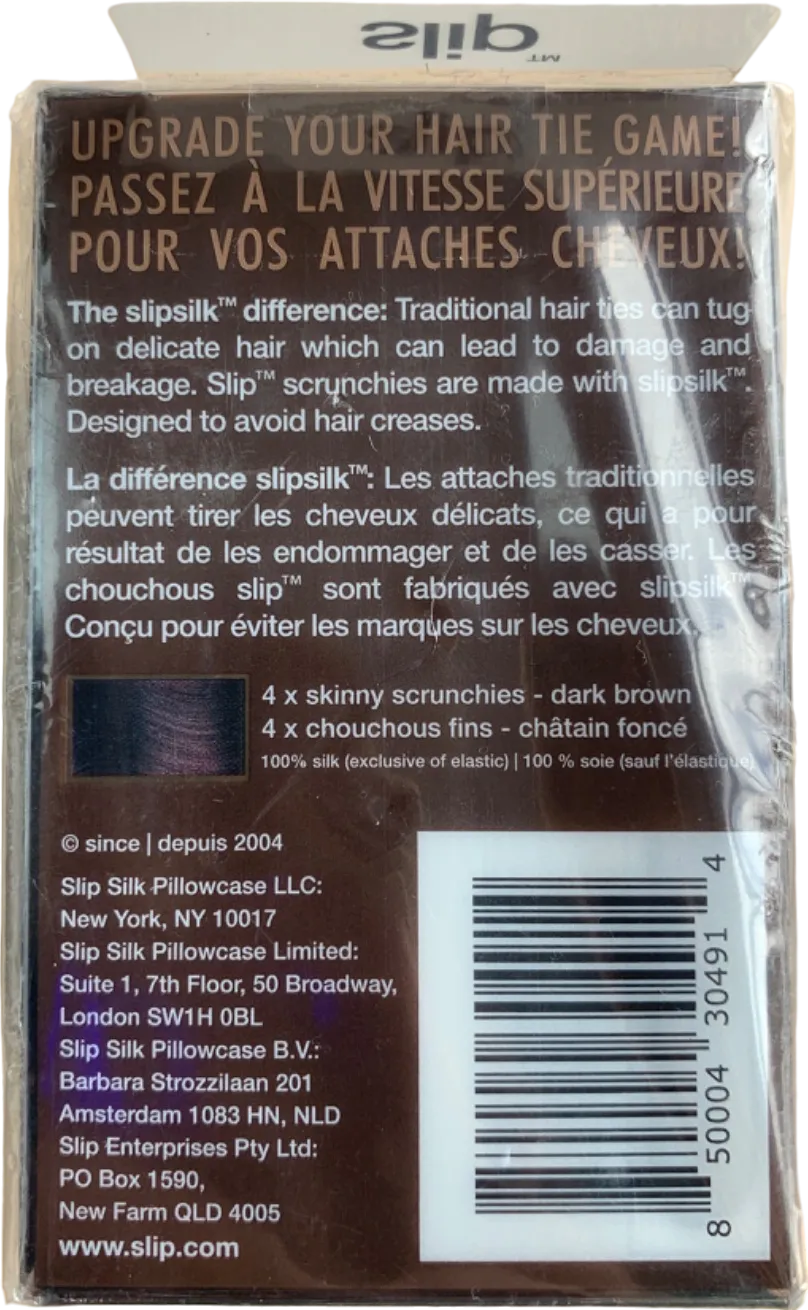 slip™
UPGRADE YOUR HAIR TIE GAME!
PASSEZ À LA VITESSE SUPÉRIEURE
POUR VOS ATTACHES CHEVEUX!
The slipsilk™ difference: Traditional hair ties can tug
on delicate hair which can lead to damage and
breakage. Slip™ scrunchies are made with slipsilk™.
Designed to avoid hair creases.
La différence slipsilk™: Les attaches traditionnelles
peuvent tirer les cheveux délicats, ce qui a pour
résultat de les endommager et de les casser. Les
chouchous slip™ sont fabriqués avec slipsilk™
Conçu pour éviter les marques sur les cheveux.
4 x skinny scrunchies - dark brown
4 x chouchous fins - châtain foncé
100% silk (exclusive of elastic) | 100 % soie (sauf l'élastique)
© since | depuis 2004
Slip Silk Pillowcase LLC:
New York, NY 10017
Slip Silk Pillowcase Limited:
Suite 1, 7th Floor, 50 Broadway,
London SW1H 0BL
Slip Silk Pillowcase B.V.:
Barbara Strozzilaan 201
Amsterdam 1083 HN, NLD
Slip Enterprises Pty Ltd:
PO Box 1590,
New Farm QLD 4005
www.slip.com
8 50004 30491 4